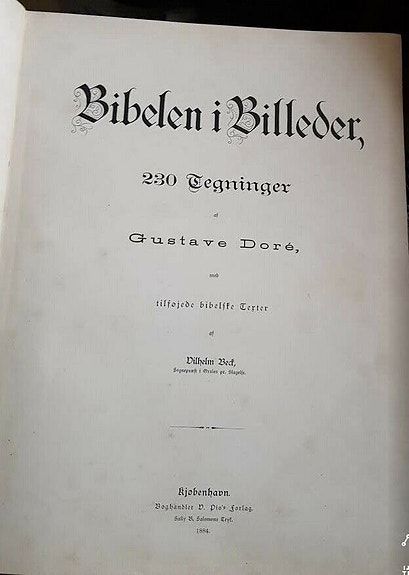 Bibelen i Billeder,
230 Tegninger
af
Gustave Doré,
med
tilføjede bibelske Texter
af
Vilhelm Beck,
Sognepræst i Ørslev pr. Slagelse.
Kjøbenhavn.
Boghandler V. Pio's Forlag.
Sally B. Salomons Tryk.
1884.